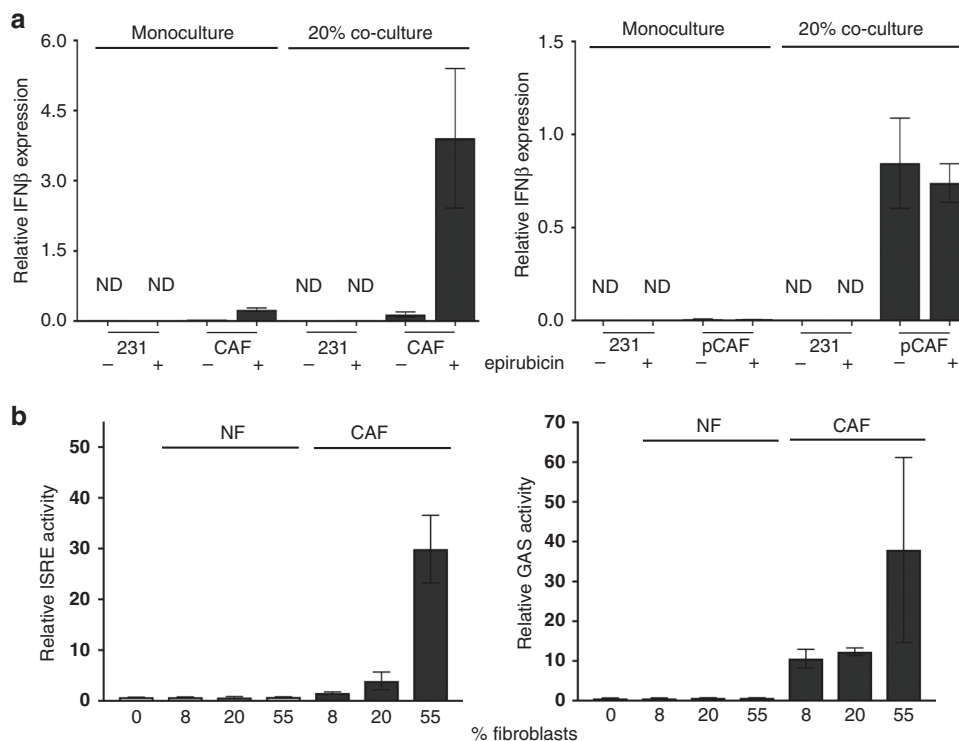 a
Monoculture 20% co-culture
6.0
4.5
3.0
1.5
0.0
Relative IFNβ expression
ND ND ND ND
231 CAF 231 CAF
− + − + − + − +
epirubicin
Monoculture 20% co-culture
1.5
1.0
0.5
0.0
Relative IFNβ expression
ND ND ND ND
231 pCAF 231 pCAF
− + − + − + − +
b
NF CAF
50
40
30
20
10
0
Relative ISRE activity
0 8 20 55 8 20 55
% fibroblasts
NF CAF
70
60
50
40
30
20
10
0
Relative GAS activity
0 8 20 55 8 20 55